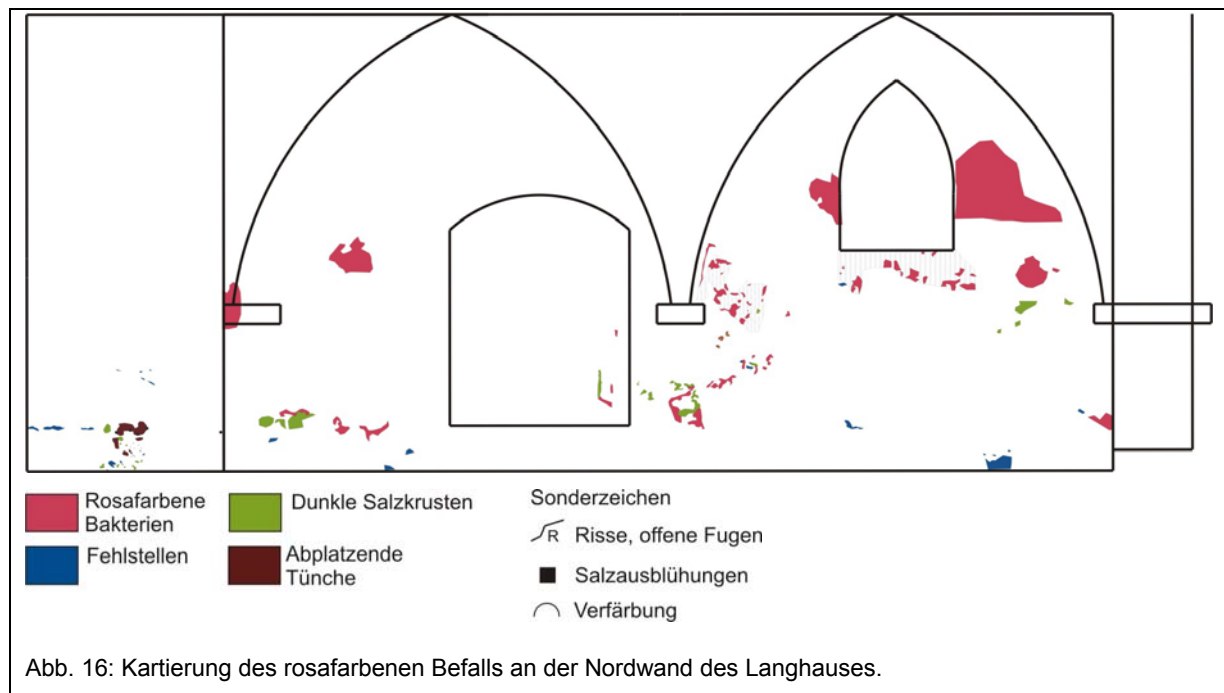 Rosafarbene
Bakterien
Dunkle Salzkrusten
Fehlstellen
Abplatzende
Tünche
Sonderzeichen
R Risse, offene Fugen
Salzausblühungen
Verfärbung
Abb. 16: Kartierung des rosafarbenen Befalls an der Nordwand des Langhauses.